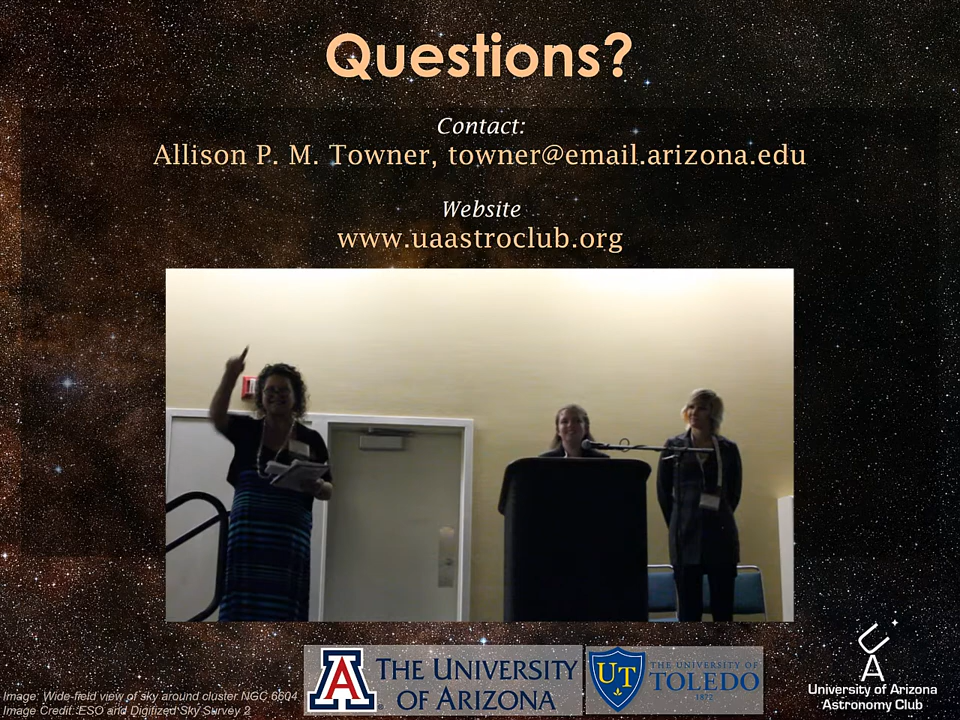 Questions?
Contact:
Allison P. M. Towner, towner@email.arizona.edu
Website
www.uaastroclub.org
A
THE UNIVERSITY
OF ARIZONA
UT
THE UNIVERSITY OF
TOLEDO
1872
UA
University of Arizona
Astronomy Club
Image: Wide-field view of sky around cluster NGC 6604
Image Credit: ESO and Digitized Sky Survey 2